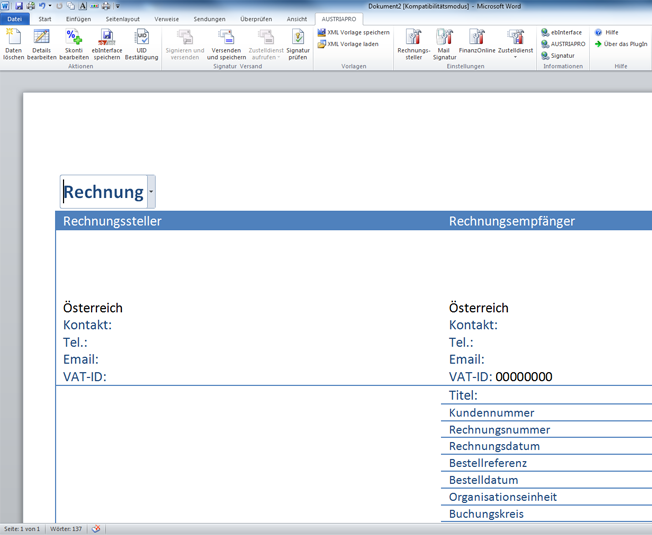 Dokument2 [Kompatibilitätsmodus] - Microsoft Word
Datei Start Einfügen Seitenlayout Verweise Sendungen Überprüfen Ansicht AUSTRIAPRO
Daten löschen
Details bearbeiten
Skonti bearbeiten
ebInterface speichern
UID Bestätigung
Aktionen
Signieren und versenden
Versenden und speichern
Zustelldienst aufrufen
Signatur prüfen
Signatur Versand
XML Vorlage speichern
XML Vorlage laden
Vorlagen
Rechnungs- steller
Mail Signatur
FinanzOnline
Zustelldienst
Einstellungen
ebInterface
AUSTRIAPRO
Signatur
Informationen
Hilfe
Über das PlugIn
Hilfe
Rechnung
Rechnungssteller Rechnungsempfänger
Österreich Österreich
Kontakt: Kontakt:
Tel.: Tel.:
Email: Email:
VAT-ID: VAT-ID: 00000000
Titel:
Kundennummer
Rechnungsnummer
Rechnungsdatum
Bestellreferenz
Bestelldatum
Organisationseinheit
Buchungskreis
Seite: 1 von 1 Wörter: 137